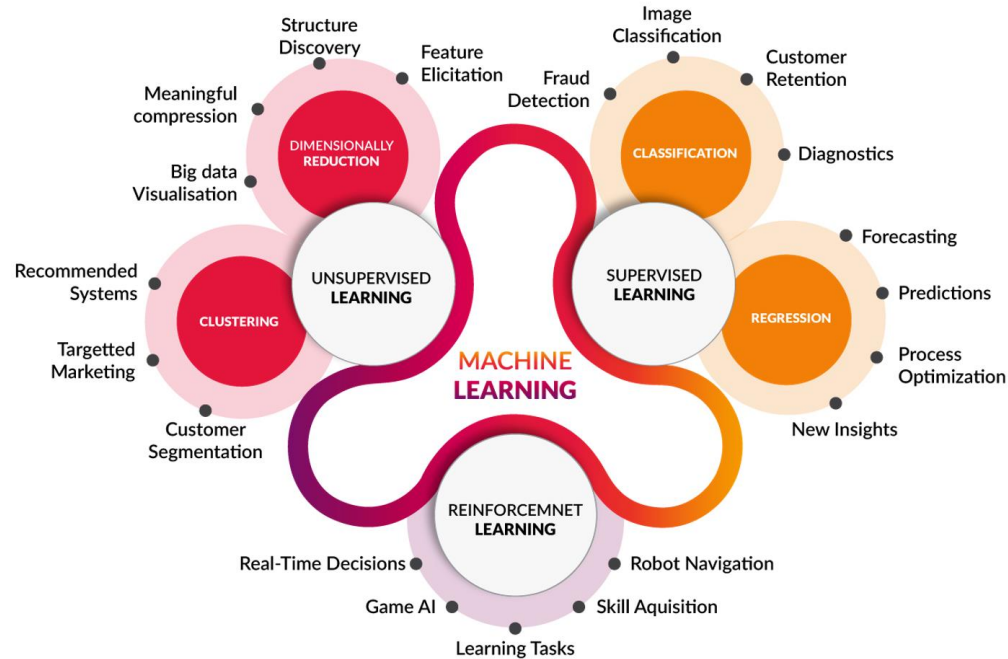 Structure
Discovery
Feature
Elicitation
Meaningful
compression
Big data
Visualisation
DIMENSIONALLY
REDUCTION
Recommended
Systems
Targetted
Marketing
Customer
Segmentation
CLUSTERING
UNSUPERVISED
LEARNING
Image
Classification
Fraud
Detection
Customer
Retention
Diagnostics
CLASSIFICATION
SUPERVISED
LEARNING
Forecasting
Predictions
Process
Optimization
New Insights
REGRESSION
MACHINE
LEARNING
REINFORCEMNET
LEARNING
Real-Time Decisions
Game AI
Learning Tasks
Skill Aquisition
Robot Navigation